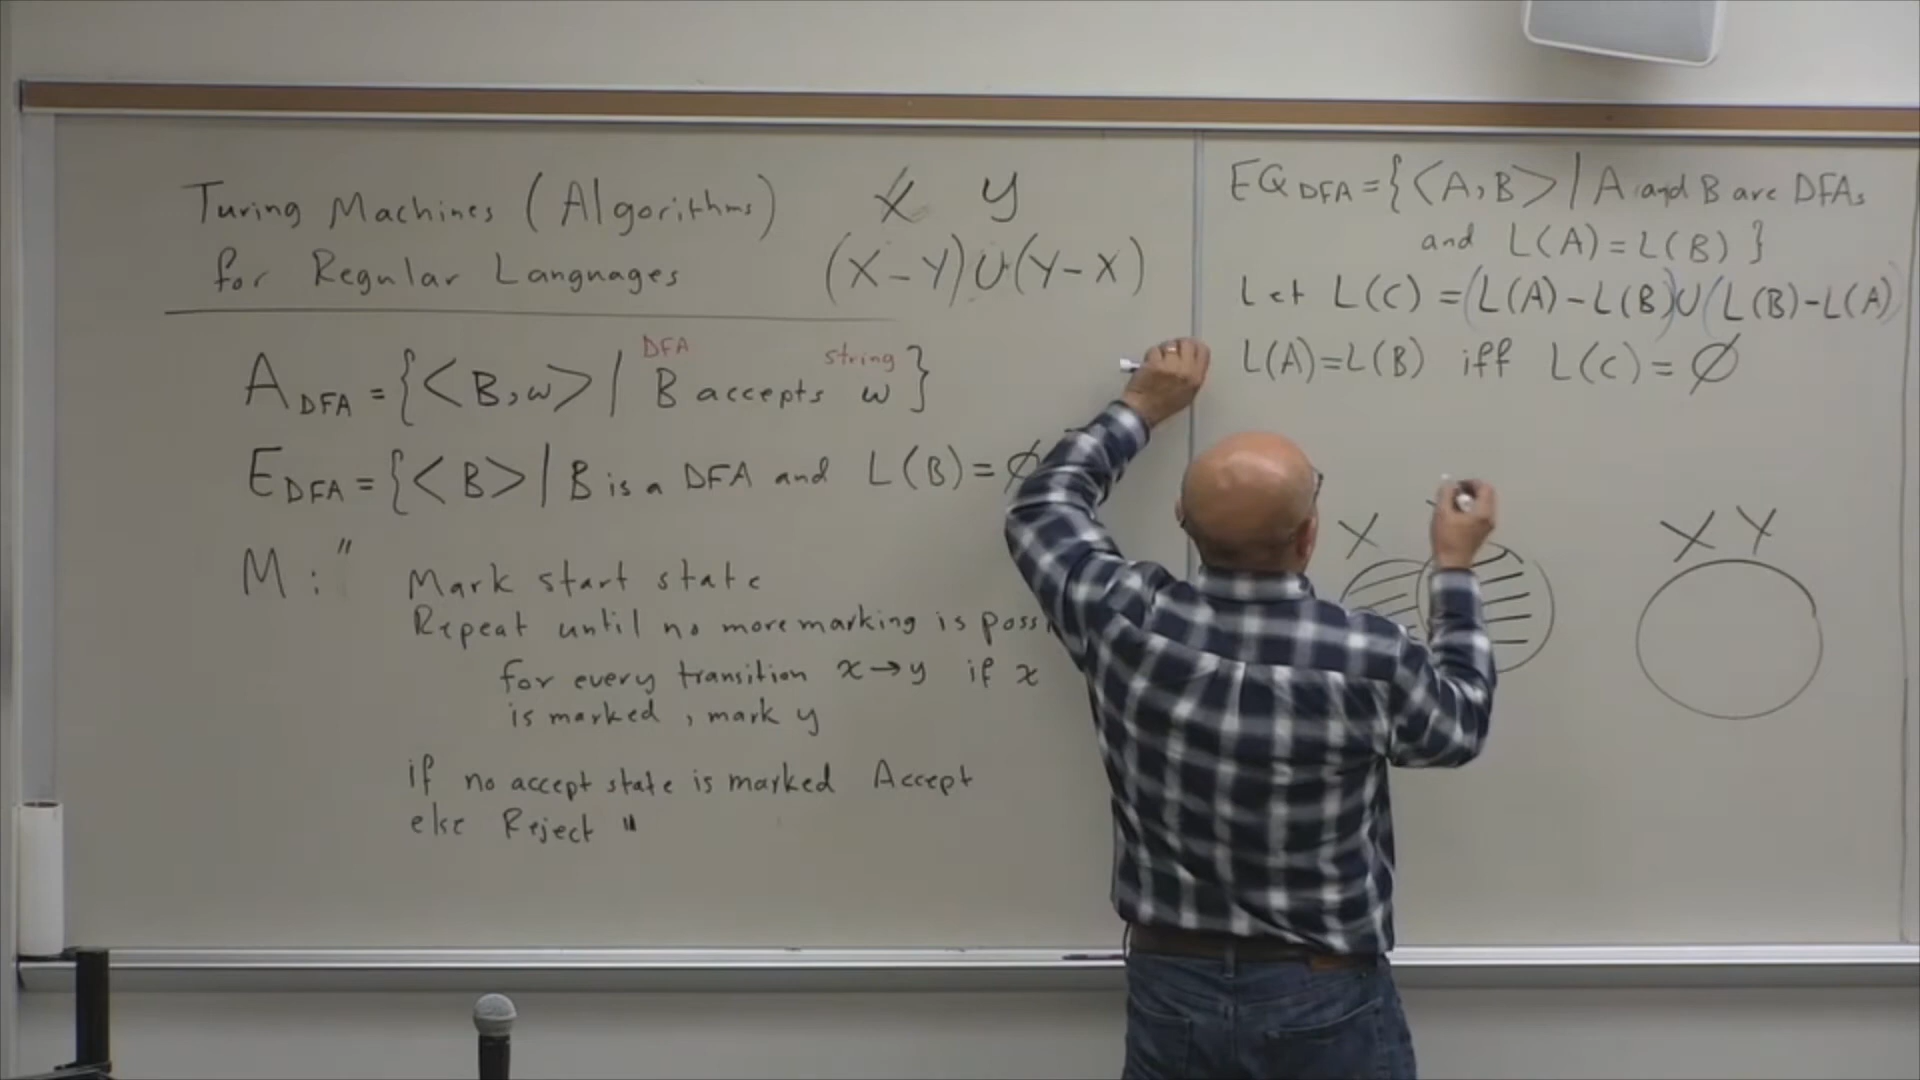 Turing Machines (Algorithms)
for Regular Languages
X Y
(X-Y)∪(Y-X)
DFA string
A DFA = {<B,w> | B accepts w}
E DFA = {<B> | B is a DFA and L(B)=∅
M: "
Mark start state
Repeat until no more marking is poss
for every transition x→y if x
is marked, mark y
if no accept state is marked Accept
else Reject "
EQ DFA = {<A,B> | A and B are DFAs
and L(A)=L(B) }
Let L(C) = (L(A)-L(B))∪(L(B)-L(A)
L(A)=L(B) iff L(C)=∅
X
X Y